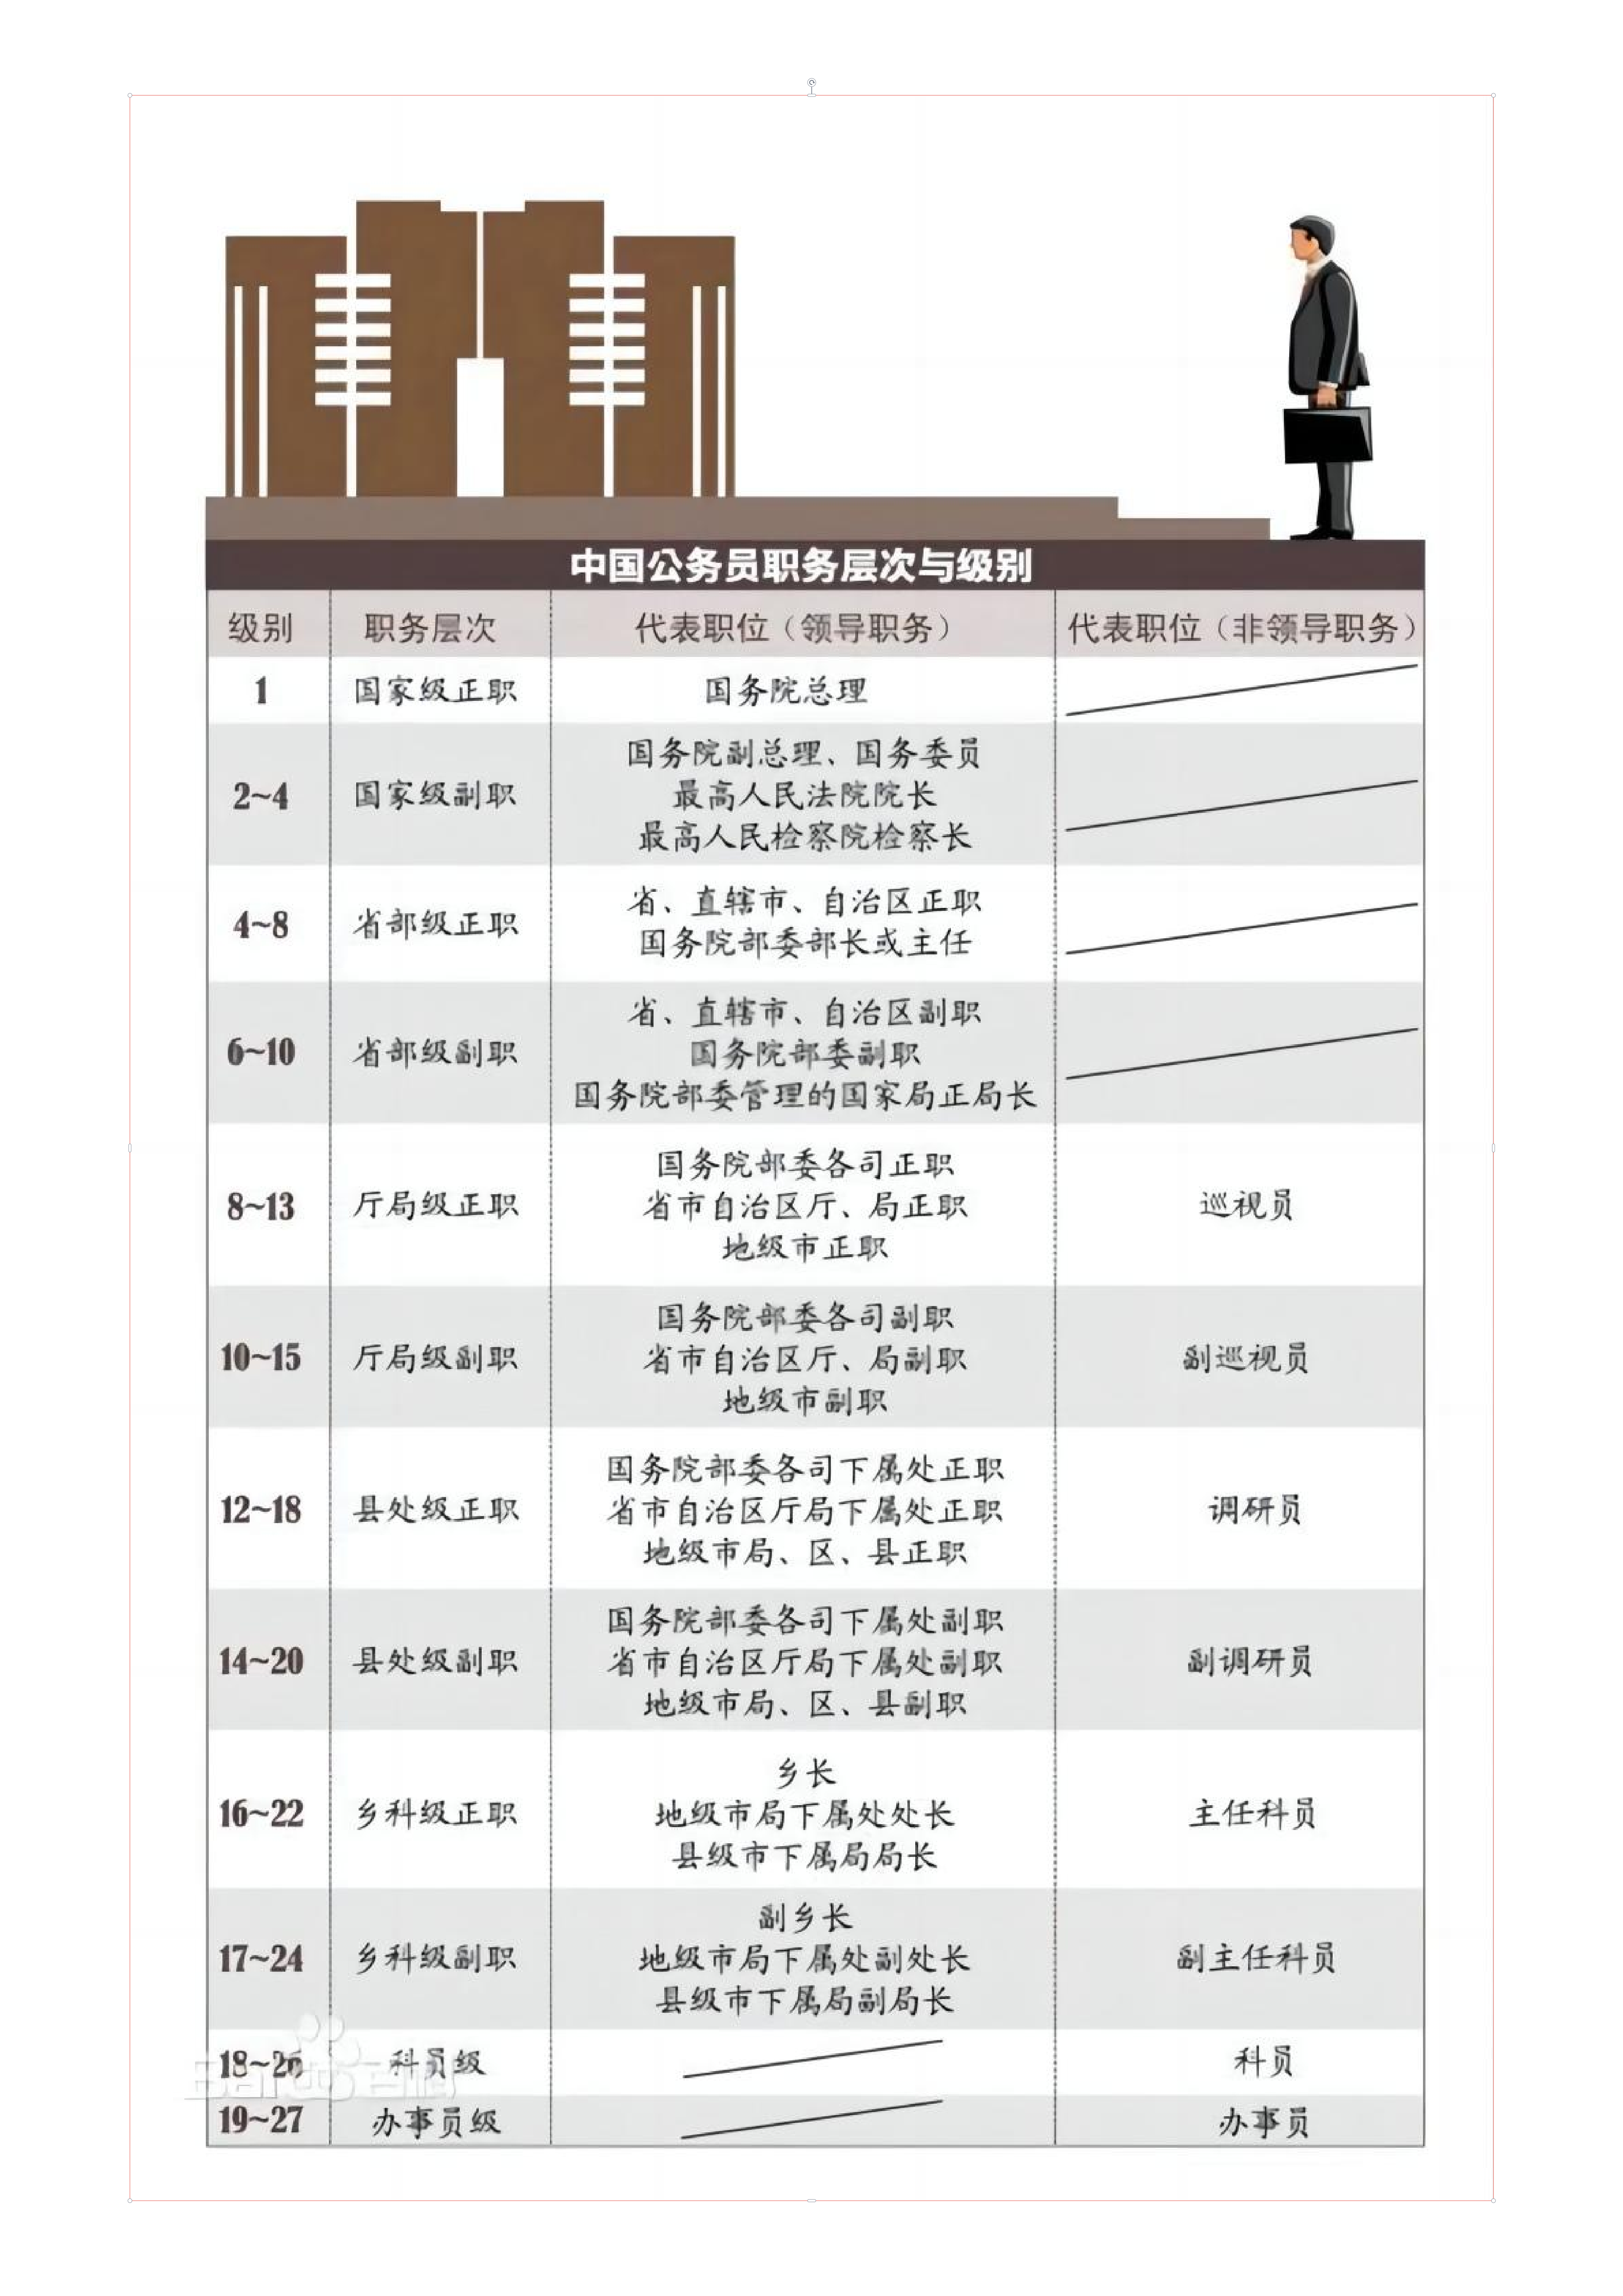 中国公务员职务层次与级别
级别 职务层次 代表职位（领导职务） 代表职位（非领导职务）
1 国家级正职 国务院总理
国务院副总理、国务委员
2~4 国家级副职 最高人民法院院长
最高人民检察院检察长
省、直辖市、自治区正职
4~8 省部级正职
国务院部委部长或主任
省、直辖市、自治区副职
6~10 省部级副职 国务院部委副职
国务院部委管理的国家局正局长
国务院部委各司正职
8~13 厅局级正职 省市自治区厅、局正职 巡视员
地级市正职
国务院部委各司副职
10~15 厅局级副职 省市自治区厅、局副职 副巡视员
地级市副职
国务院部委各司下属处正职
12~18 县处级正职 省市自治区厅局下属处正职 调研员
地级市局、区、县正职
国务院部委各司下属处副职
14~20 县处级副职 省市自治区厅局下属处副职 副调研员
地级市局、区、县副职
乡长
16~22 乡科级正职 地级市局下属处处长 主任科员
县级市下属局局长
副乡长
17~24 乡科级副职 地级市局下属处副处长 副主任科员
县级市下属局副局长
18~26 科员级 科员
Baidu百科
19~27 办事员级 办事员